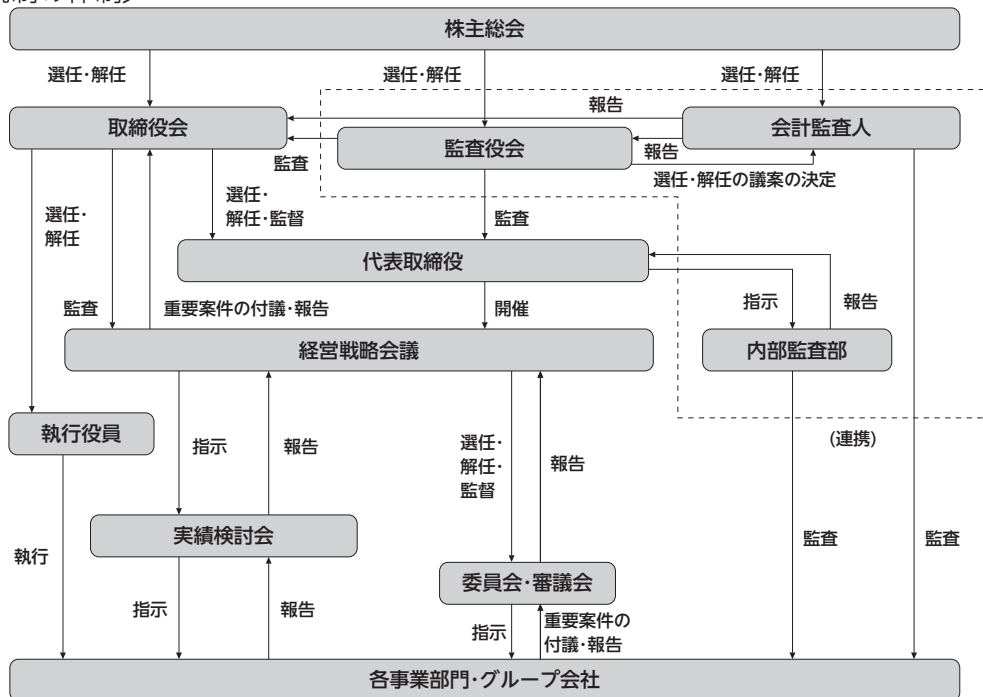 株主総会
選任・解任
選任・解任
選任・解任
取締役会
報告
会計監査人
監査役会
監査
報告
選任・解任の議案の決定
選任・
解任
選任・
解任・監督
監査
代表取締役
監査
重要案件の付議・報告
開催
指示
報告
経営戦略会議
内部監査部
執行役員
指示
報告
選任・
解任・
監督
報告
(連携)
実績検討会
執行
監査
監査
委員会・審議会
指示
報告
指示
重要案件の
付議・報告
各事業部門・グループ会社